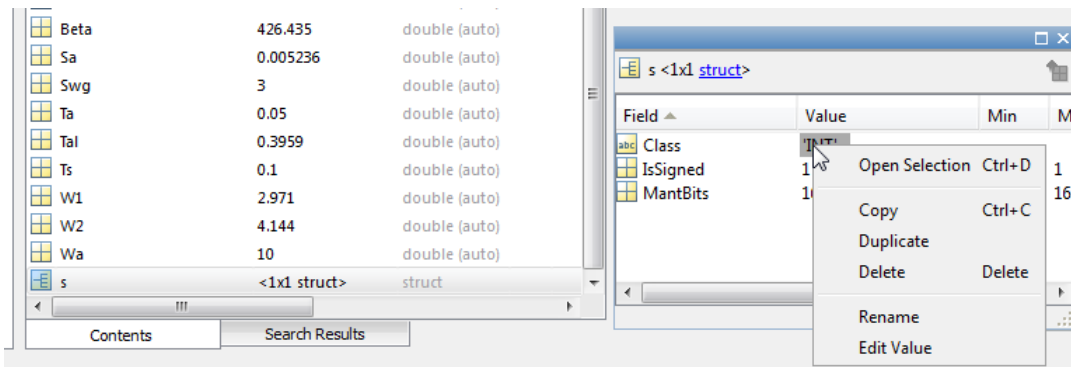 Beta 426.435 double (auto)
Sa 0.005236 double (auto)
Swg 3 double (auto)
Ta 0.05 double (auto)
Tal 0.3959 double (auto)
Ts 0.1 double (auto)
W1 2.971 double (auto)
W2 4.144 double (auto)
Wa 10 double (auto)
s <1x1 struct> struct
Contents Search Results
s <1x1 struct>
Field Value Min M
abc Class 'INT'
IsSigned 1 1
MantBits 16
Open Selection Ctrl+D
Copy Ctrl+C
Duplicate
Delete Delete
Rename
Edit Value